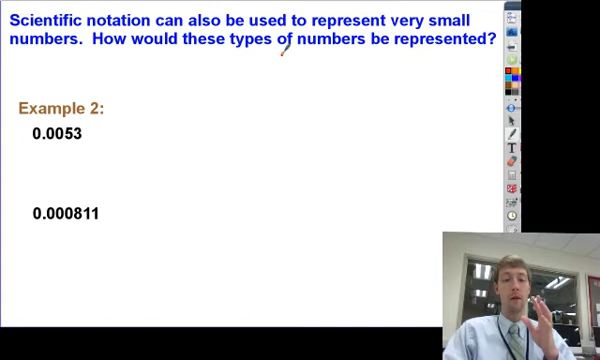 Scientific notation can also be used to represent very small
numbers.  How would these types of numbers be represented?
Example 2:
0.0053
0.000811